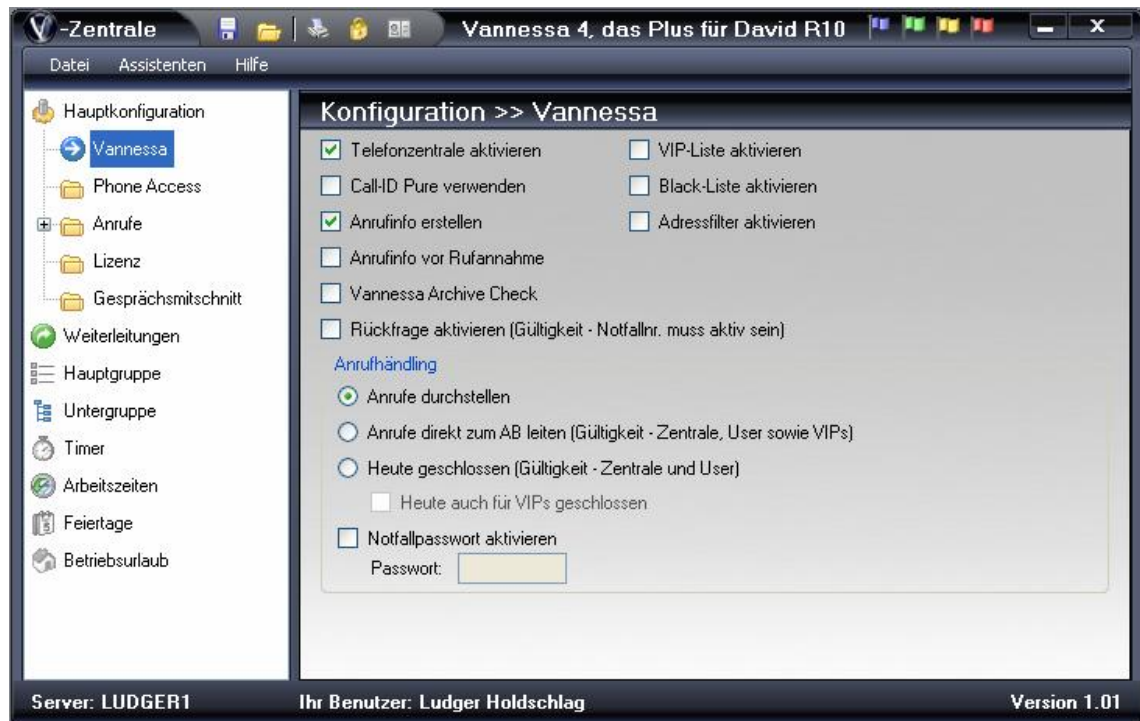 V-Zentrale
Vannessa 4, das Plus für David R10
Datei Assistenten Hilfe
Hauptkonfiguration
Vannessa
Phone Access
Anrufe
Lizenz
Gesprächsmitschnitt
Weiterleitungen
Hauptgruppe
Untergruppe
Timer
Arbeitszeiten
Feiertage
Betriebsurlaub
Konfiguration >> Vannessa
Telefonzentrale aktivieren
VIP-Liste aktivieren
Call-ID Pure verwenden
Black-Liste aktivieren
Anrufinfo erstellen
Adressfilter aktivieren
Anrufinfo vor Rufannahme
Vannessa Archive Check
Rückfrage aktivieren (Gültigkeit - Notfallnr. muss aktiv sein)
Anrufhändling
Anrufe durchstellen
Anrufe direkt zum AB leiten (Gültigkeit - Zentrale, User sowie VIPs)
Heute geschlossen (Gültigkeit - Zentrale und User)
Heute auch für VIPs geschlossen
Notfallpasswort aktivieren
Passwort:
Server: LUDGER1
Ihr Benutzer: Ludger Holdschlag
Version 1.01